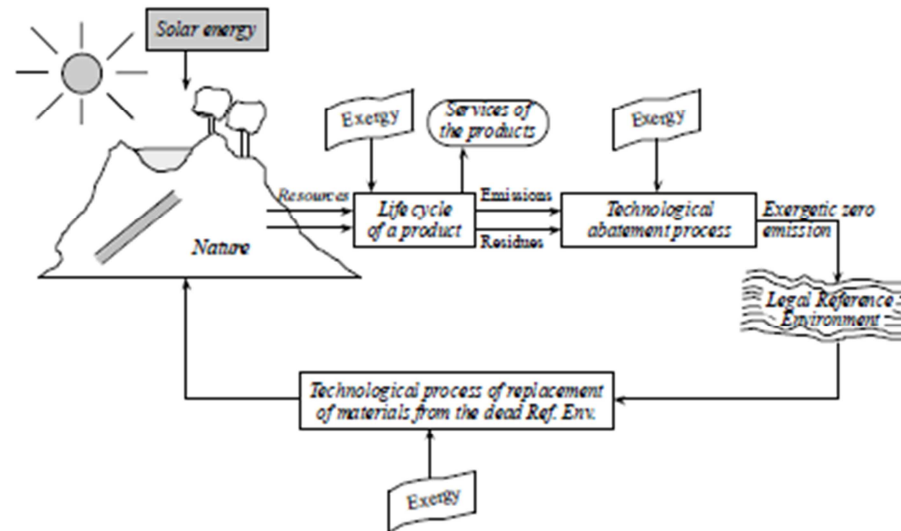 Solar energy
Exergy
Services of
the products
Exergy
Resources
Life cycle
of a product
Emissions
Residues
Technological
abatement process
Exergetic zero
emission
Nature
Legal Reference
Environment
Technological process of replacement
of materials from the dead Ref. Env.
Exergy